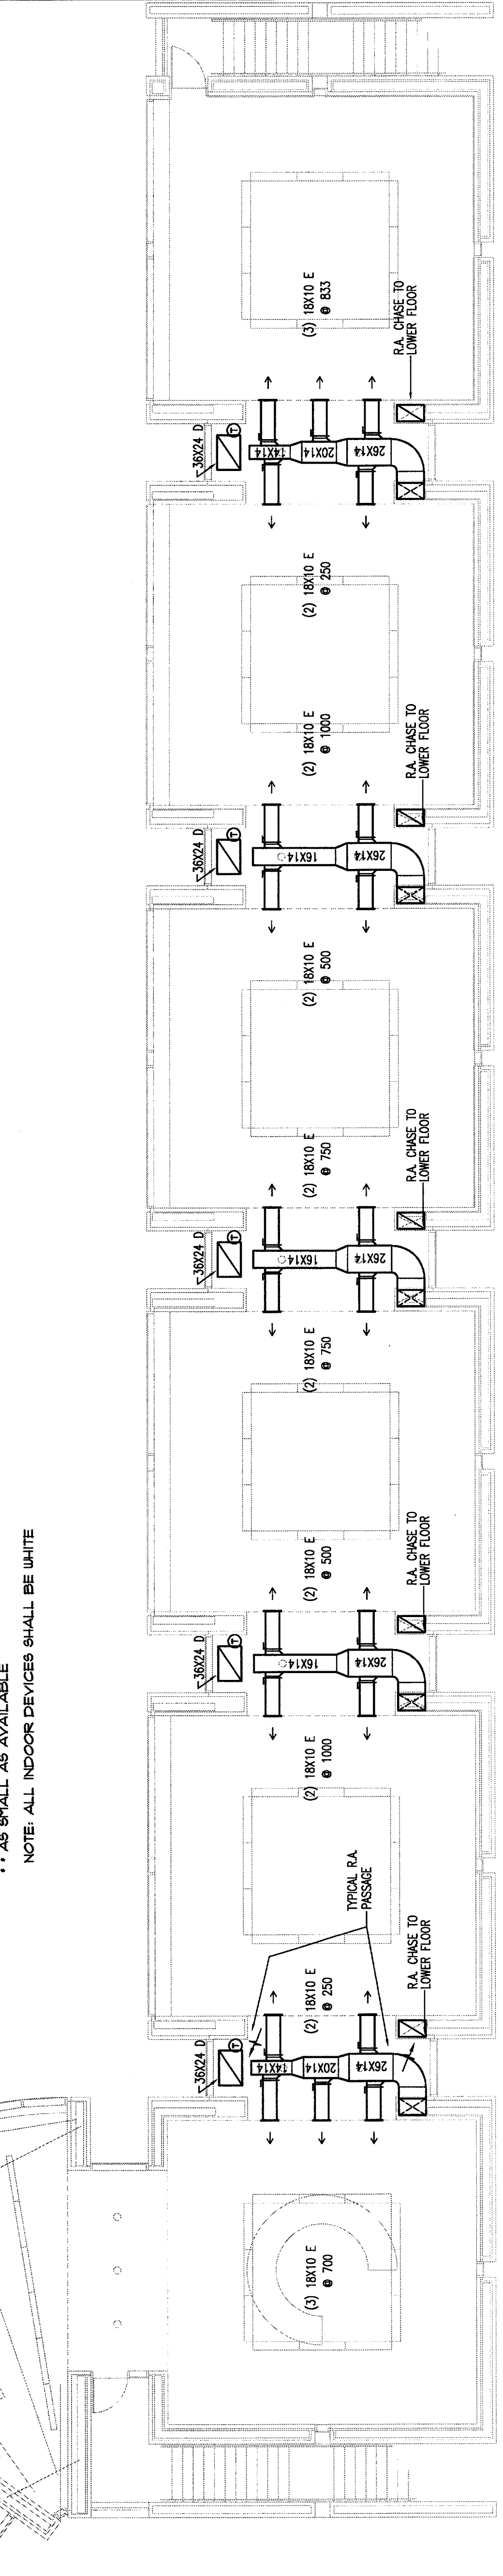 ** AS SMALL AS AVAILABLE
NOTE: ALL INDOOR DEVICES SHALL BE WHITE
(3) 18X10 E
@ 700
36X24 D
T
14X14
20X14
26X14
(2) 18X10 E
@ 250
TYPICAL R.A.
PASSAGE
R.A. CHASE TO
LOWER FLOOR
(2) 18X10 E
@ 1000
36X24 D
T
16X14
26X14
(2) 18X10 E
@ 500
R.A. CHASE TO
LOWER FLOOR
(2) 18X10 E
@ 750
36X24 D
T
16X14
26X14
(2) 18X10 E
@ 750
R.A. CHASE TO
LOWER FLOOR
(2) 18X10 E
@ 500
36X24 D
T
16X14
26X14
(2) 18X10 E
@ 1000
R.A. CHASE TO
LOWER FLOOR
(2) 18X10 E
@ 250
36X24 D
T
14X14
20X14
26X14
(3) 18X10 E
@ 833
R.A. CHASE TO
LOWER FLOOR